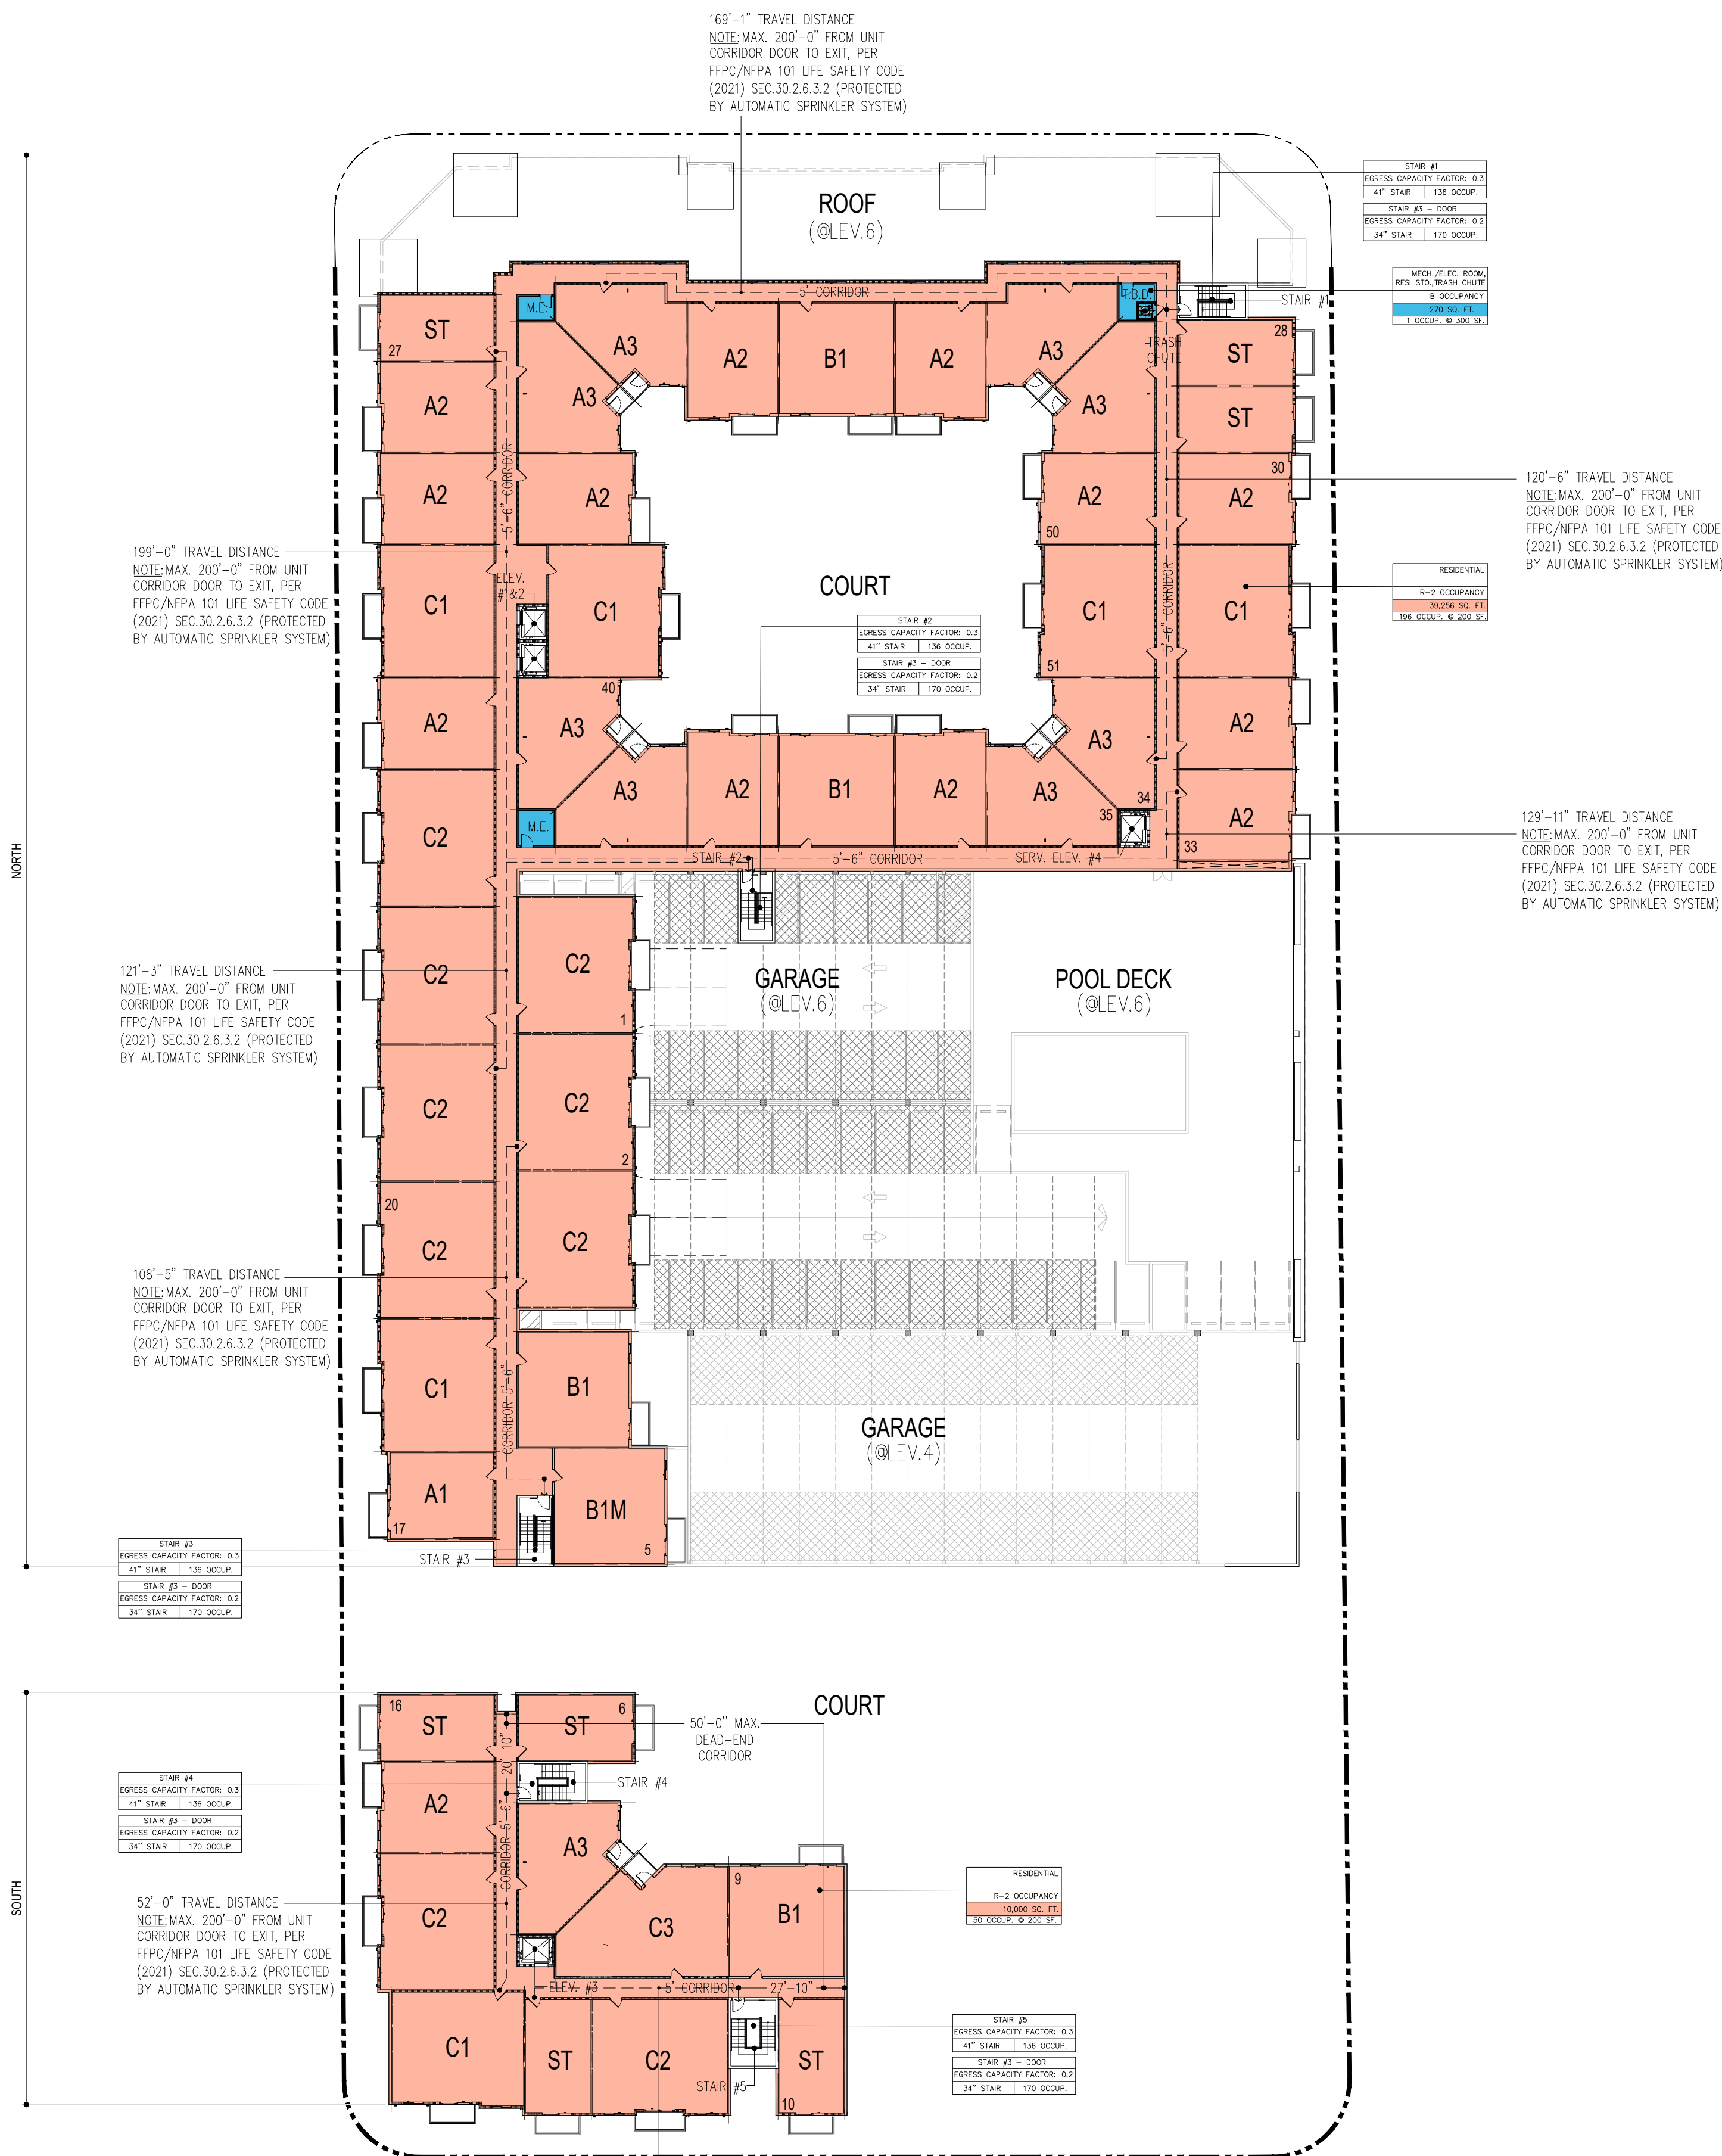 169'-1" TRAVEL DISTANCE
NOTE: MAX. 200'-0" FROM UNIT
CORRIDOR DOOR TO EXIT, PER
FFPC/NFPA 101 LIFE SAFETY CODE
(2021) SEC.30.2.6.3.2 (PROTECTED
BY AUTOMATIC SPRINKLER SYSTEM)
STAIR #1
EGRESS CAPACITY FACTOR: 0.3
41" STAIR 136 OCCUP.
STAIR #3 - DOOR
EGRESS CAPACITY FACTOR: 0.2
34" STAIR 170 OCCUP.
ROOF
(@LEV.6)
MECH./ELEC. ROOM,
RESI STO.,TRASH CHUTE
B OCCUPANCY
270 SQ. FT.
1 OCCUP. @ 300 SF.
5' CORRIDOR
M.E.
T.B.D.
STAIR #1
TRASH
CHUTE
ST
27
A3
A2
B1
A2
A3
28
ST
A2
A3
A3
ST
5'-6" CORRIDOR
A2
A2
A2
50
30
A2
120'-6" TRAVEL DISTANCE
NOTE: MAX. 200'-0" FROM UNIT
CORRIDOR DOOR TO EXIT, PER
FFPC/NFPA 101 LIFE SAFETY CODE
(2021) SEC.30.2.6.3.2 (PROTECTED
BY AUTOMATIC SPRINKLER SYSTEM)
199'-0" TRAVEL DISTANCE
NOTE: MAX. 200'-0" FROM UNIT
CORRIDOR DOOR TO EXIT, PER
FFPC/NFPA 101 LIFE SAFETY CODE
(2021) SEC.30.2.6.3.2 (PROTECTED
BY AUTOMATIC SPRINKLER SYSTEM)
ELEV.
#1&2
C1
C1
COURT
C1
51
5'-6" CORRIDOR
C1
RESIDENTIAL
R-2 OCCUPANCY
39,256 SQ. FT.
196 OCCUP. @ 200 SF.
STAIR #2
EGRESS CAPACITY FACTOR: 0.3
41" STAIR 136 OCCUP.
STAIR #3 - DOOR
EGRESS CAPACITY FACTOR: 0.2
34" STAIR 170 OCCUP.
A2
40
A3
A3
34
A2
C2
A3
A2
B1
A2
A3
35
A2
33
M.E.
STAIR #2
5'-6" CORRIDOR
SERV. ELEV. #4
129'-11" TRAVEL DISTANCE
NOTE: MAX. 200'-0" FROM UNIT
CORRIDOR DOOR TO EXIT, PER
FFPC/NFPA 101 LIFE SAFETY CODE
(2021) SEC.30.2.6.3.2 (PROTECTED
BY AUTOMATIC SPRINKLER SYSTEM)
NORTH
121'-3" TRAVEL DISTANCE
NOTE: MAX. 200'-0" FROM UNIT
CORRIDOR DOOR TO EXIT, PER
FFPC/NFPA 101 LIFE SAFETY CODE
(2021) SEC.30.2.6.3.2 (PROTECTED
BY AUTOMATIC SPRINKLER SYSTEM)
C2
C2
1
GARAGE
(@LEV.6)
POOL DECK
(@LEV.6)
C2
C2
2
20
C2
C2
108'-5" TRAVEL DISTANCE
NOTE: MAX. 200'-0" FROM UNIT
CORRIDOR DOOR TO EXIT, PER
FFPC/NFPA 101 LIFE SAFETY CODE
(2021) SEC.30.2.6.3.2 (PROTECTED
BY AUTOMATIC SPRINKLER SYSTEM)
C1
CORRIDOR 5'-6"
B1
GARAGE
(@LEV.4)
A1
17
B1M
5
STAIR #3
STAIR #3
EGRESS CAPACITY FACTOR: 0.3
41" STAIR 136 OCCUP.
STAIR #3 - DOOR
EGRESS CAPACITY FACTOR: 0.2
34" STAIR 170 OCCUP.
16
ST
ST
6
COURT
20'-10"
50'-0" MAX.
DEAD-END
CORRIDOR
STAIR #4
EGRESS CAPACITY FACTOR: 0.3
41" STAIR 136 OCCUP.
STAIR #3 - DOOR
EGRESS CAPACITY FACTOR: 0.2
34" STAIR 170 OCCUP.
STAIR #4
A2
CORRIDOR 5'-6"
A3
SOUTH
52'-0" TRAVEL DISTANCE
NOTE: MAX. 200'-0" FROM UNIT
CORRIDOR DOOR TO EXIT, PER
FFPC/NFPA 101 LIFE SAFETY CODE
(2021) SEC.30.2.6.3.2 (PROTECTED
BY AUTOMATIC SPRINKLER SYSTEM)
C2
C3
9
B1
RESIDENTIAL
R-2 OCCUPANCY
10,000 SQ. FT.
50 OCCUP. @ 200 SF.
ELEV. #3
5' CORRIDOR
27'-10"
C1
ST
C2
ST
10
STAIR #5
STAIR #5
EGRESS CAPACITY FACTOR: 0.3
41" STAIR 136 OCCUP.
STAIR #3 - DOOR
EGRESS CAPACITY FACTOR: 0.2
34" STAIR 170 OCCUP.